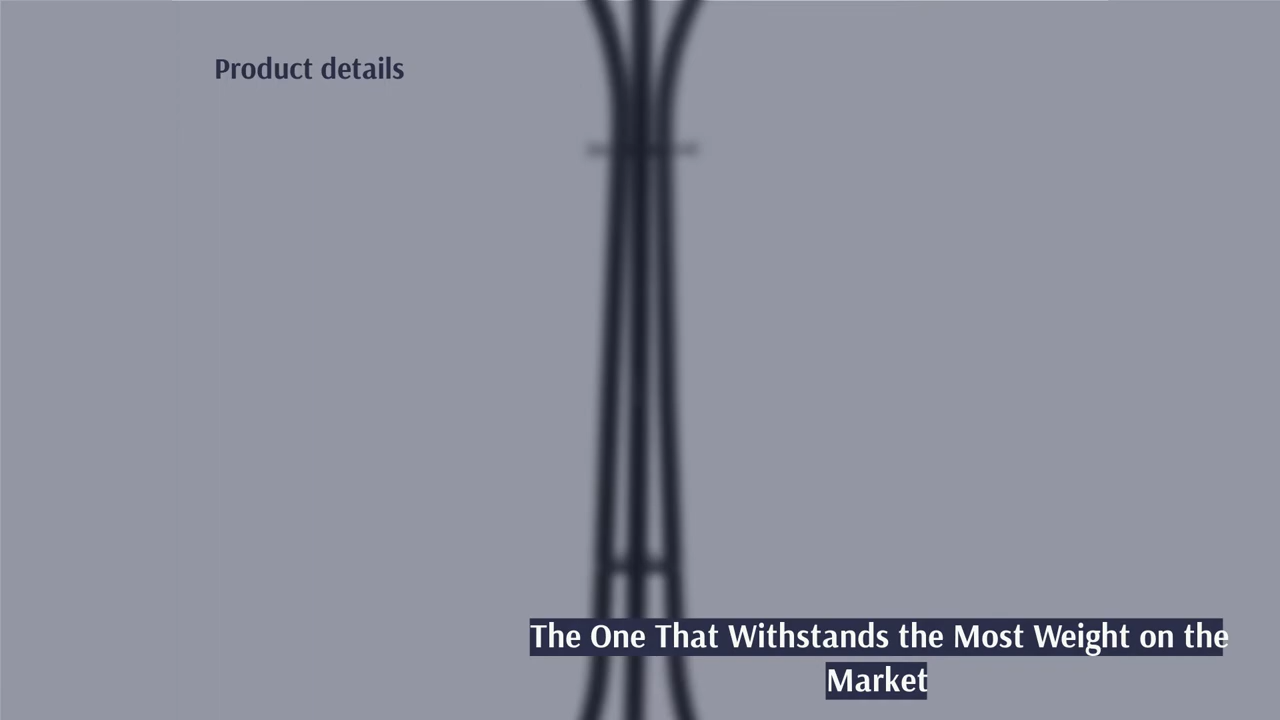 Product details
The One That Withstands the Most Weight on the
Market